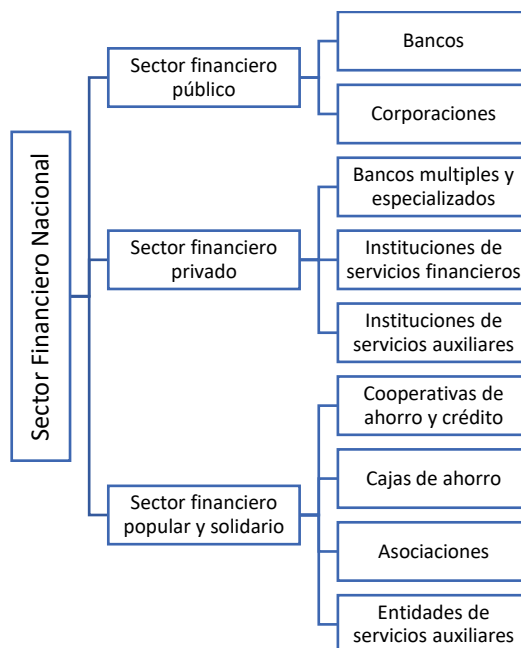 Sector Financiero Nacional
Sector financiero
público
Bancos
Corporaciones
Sector financiero
privado
Bancos multiples y
especializados
Instituciones de
servicios financieros
Instituciones de
servicios auxiliares
Sector financiero
popular y solidario
Cooperativas de
ahorro y crédito
Cajas de ahorro
Asociaciones
Entidades de
servicios auxiliares